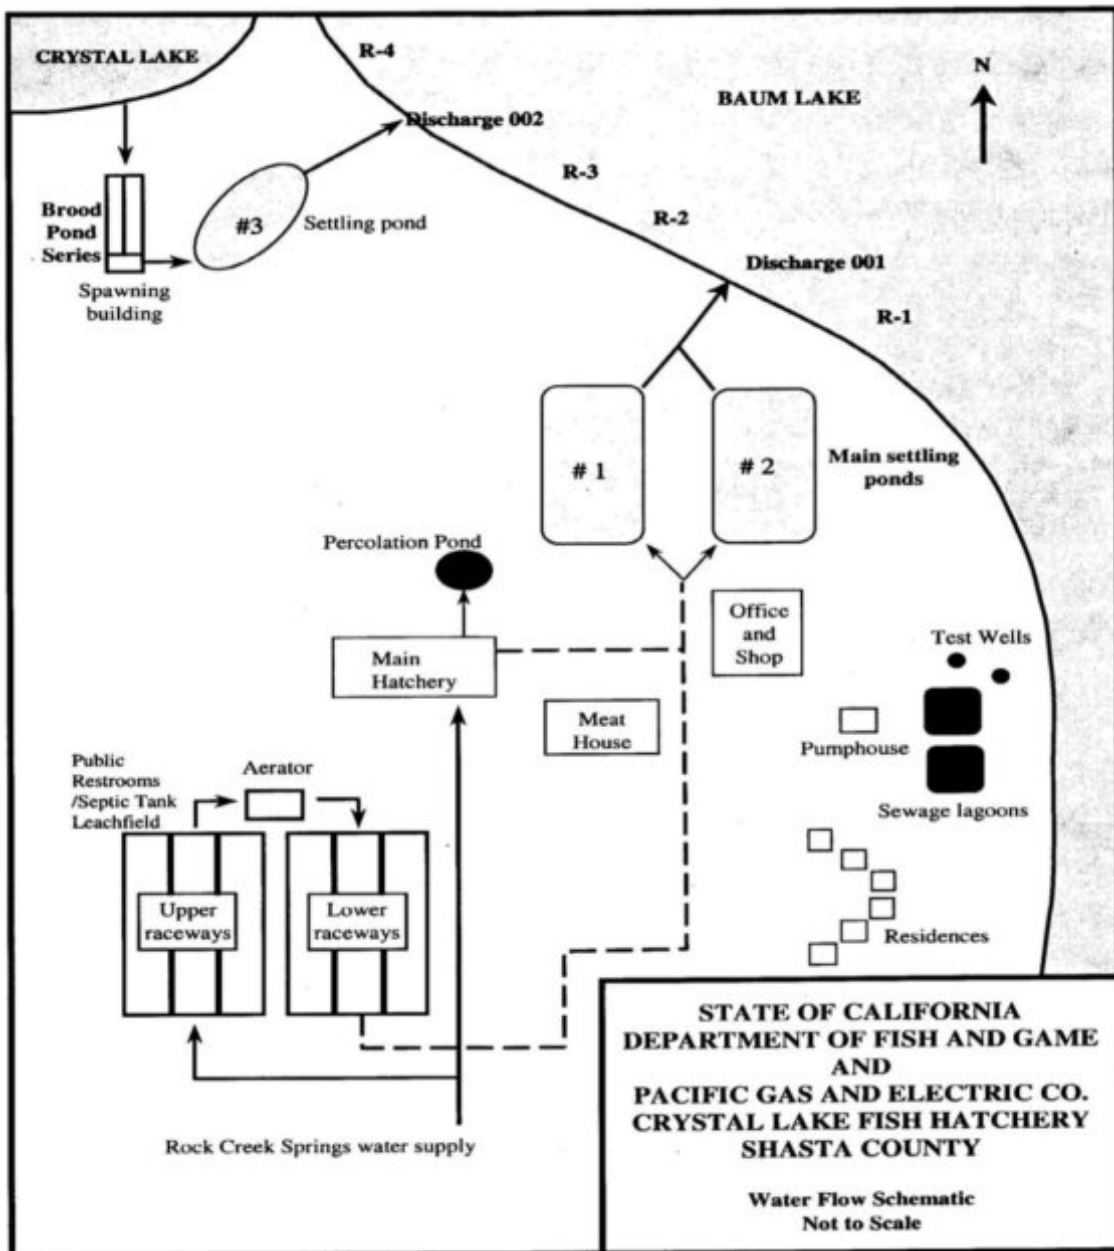 CRYSTAL LAKE
R-4
N
BAUM LAKE
Discharge 002
R-3
Brood
Pond
Series
#3
Settling pond
R-2
Discharge 001
Spawning
building
R-1
# 1
# 2
Main settling
ponds
Percolation Pond
Office
and
Shop
Test Wells
Main
Hatchery
Meat
House
Pumphouse
Public
Restrooms
/Septic Tank
Leachfield
Aerator
Sewage lagoons
Upper
raceways
Lower
raceways
Residences
Rock Creek Springs water supply
STATE OF CALIFORNIA
DEPARTMENT OF FISH AND GAME
AND
PACIFIC GAS AND ELECTRIC CO.
CRYSTAL LAKE FISH HATCHERY
SHASTA COUNTY
Water Flow Schematic
Not to Scale